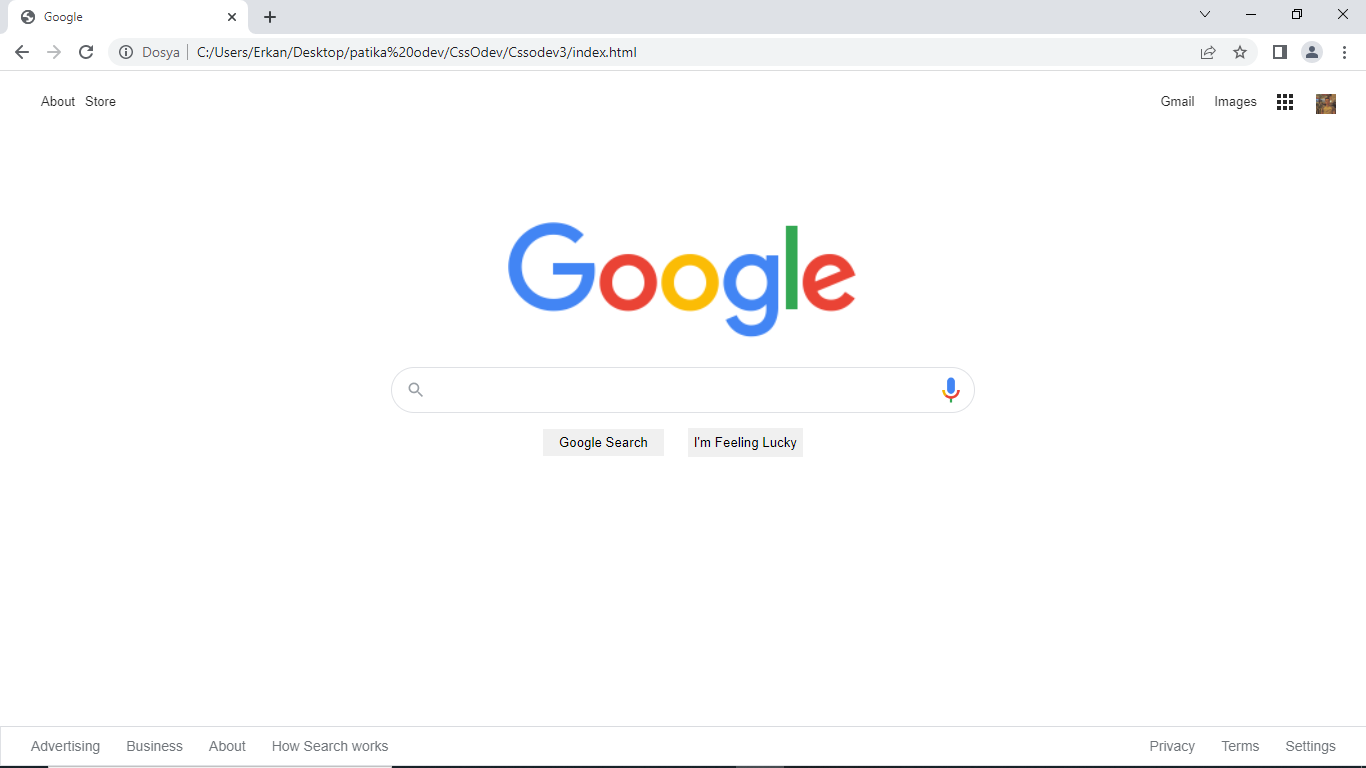 Google
Dosya C:/Users/Erkan/Desktop/patika%20odev/CssOdev/Cssodev3/index.html
About Store Gmail Images
Google
Google Search I'm Feeling Lucky
Advertising Business About How Search works Privacy Terms Settings